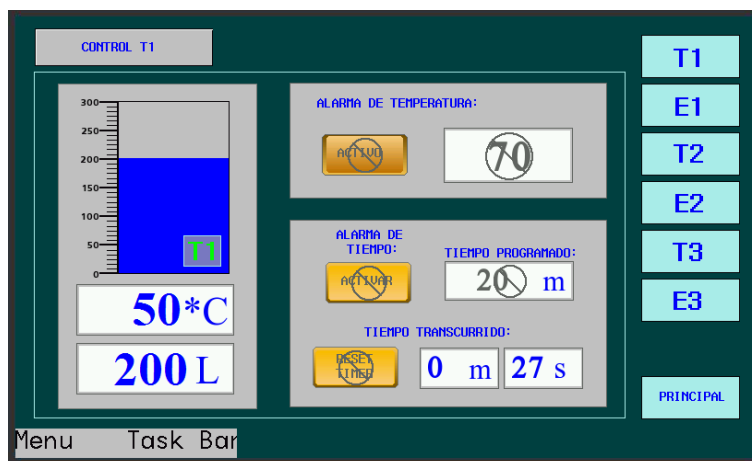 CONTROL T1
300
250
200
150
100
50
0
T1
50*C
200 L
ALARMA DE TEMPERATURA:
ACTIVO
70
ALARMA DE
TIEMPO:
ACTIVAR
TIEMPO PROGRAMADO:
20 m
TIEMPO TRANSCURRIDO:
RESET
TIMER
0 m 27 s
T1
E1
T2
E2
T3
E3
PRINCIPAL
Menu Task Bar